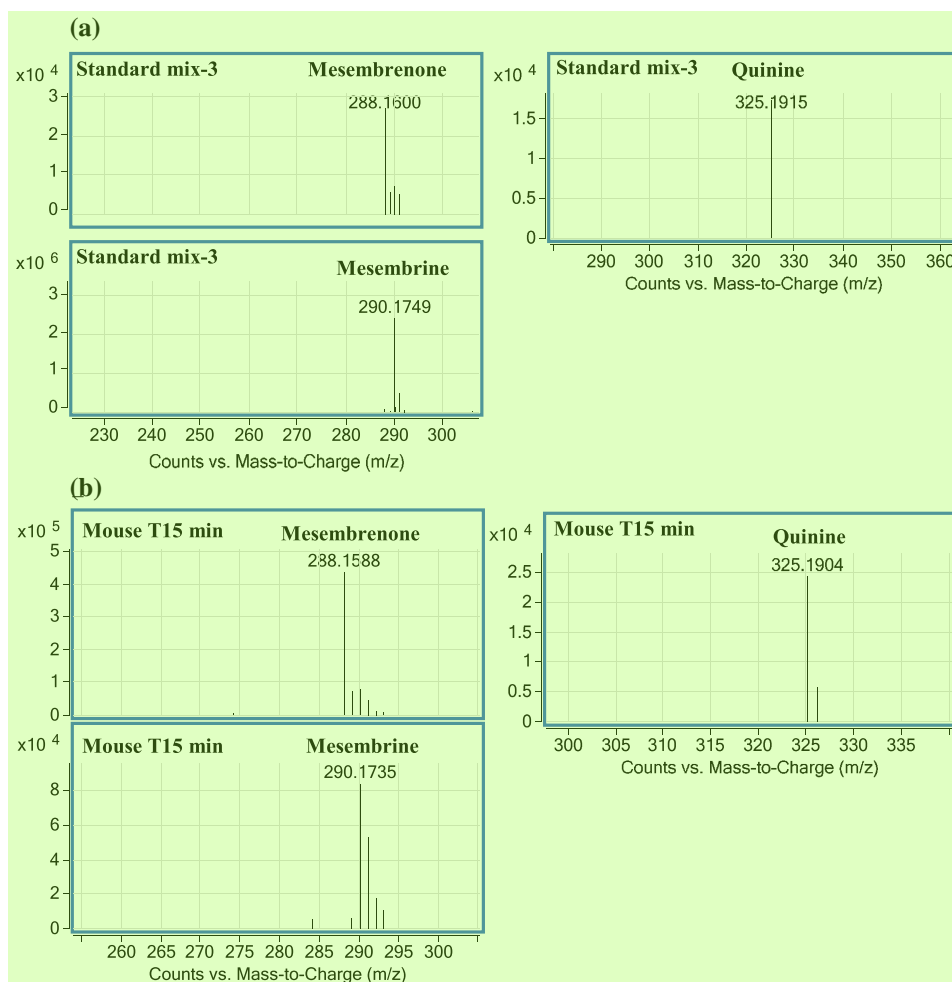 (a)
x10 4
Standard mix-3 Mesembrenone
288.1600
3
2
1
0
x10 6
Standard mix-3
Mesembrine
290.1749
3
2
1
0
230 240 250 260 270 280 290 300
Counts vs. Mass-to-Charge (m/z)
x10 4
Standard mix-3 Quinine
325.1915
1.5
1
0.5
0
290 300 310 320 330 340 350 360
Counts vs. Mass-to-Charge (m/z)
(b)
x10 5
Mouse T15 min Mesembrenone
288.1588
5
4
3
2
1
0
x10 4
Mouse T15 min Mesembrine
290.1735
8
6
4
2
0
260 265 270 275 280 285 290 295 300
Counts vs. Mass-to-Charge (m/z)
x10 4
Mouse T15 min Quinine
325.1904
2.5
2
1.5
1
0.5
0
300 305 310 315 320 325 330 335
Counts vs. Mass-to-Charge (m/z)